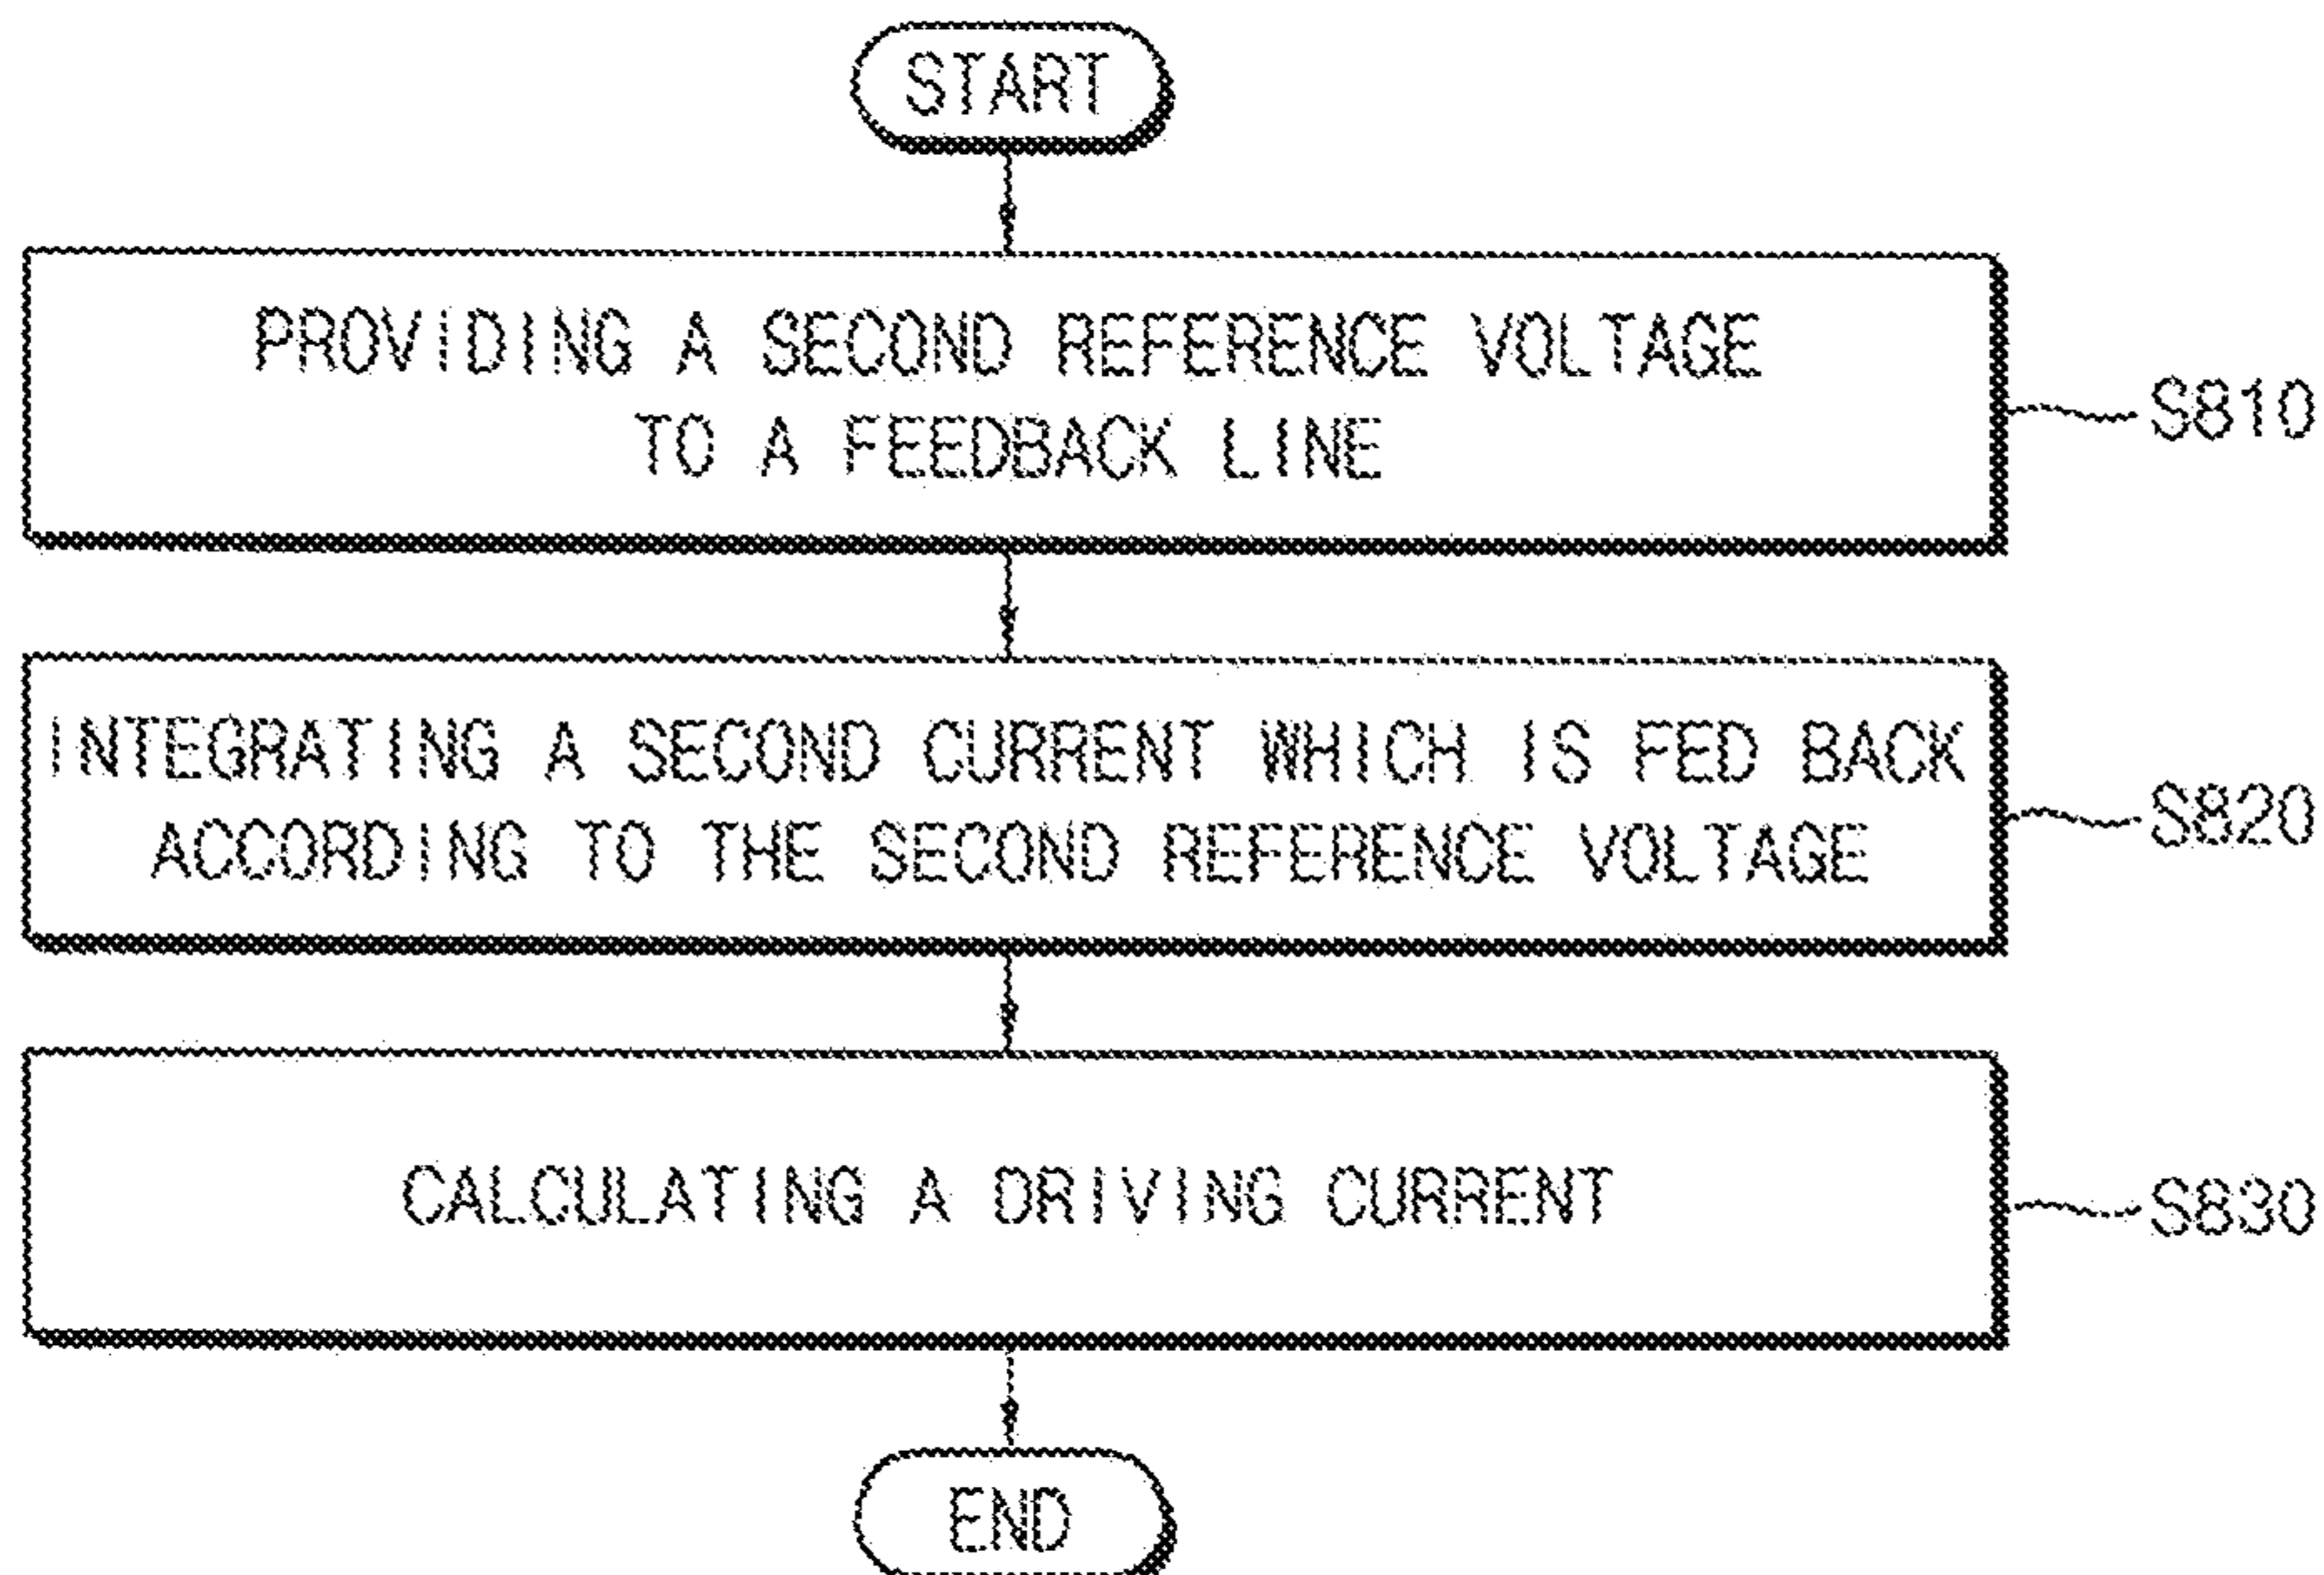 START
PROVIDING A SECOND REFERENCE VOLTAGE
TO A FEEDBACK LINE
S810
INTEGRATING A SECOND CURRENT WHICH IS FED BACK
ACCORDING TO THE SECOND REFERENCE VOLTAGE
S820
CALCULATING A DRIVING CURRENT
S830
END